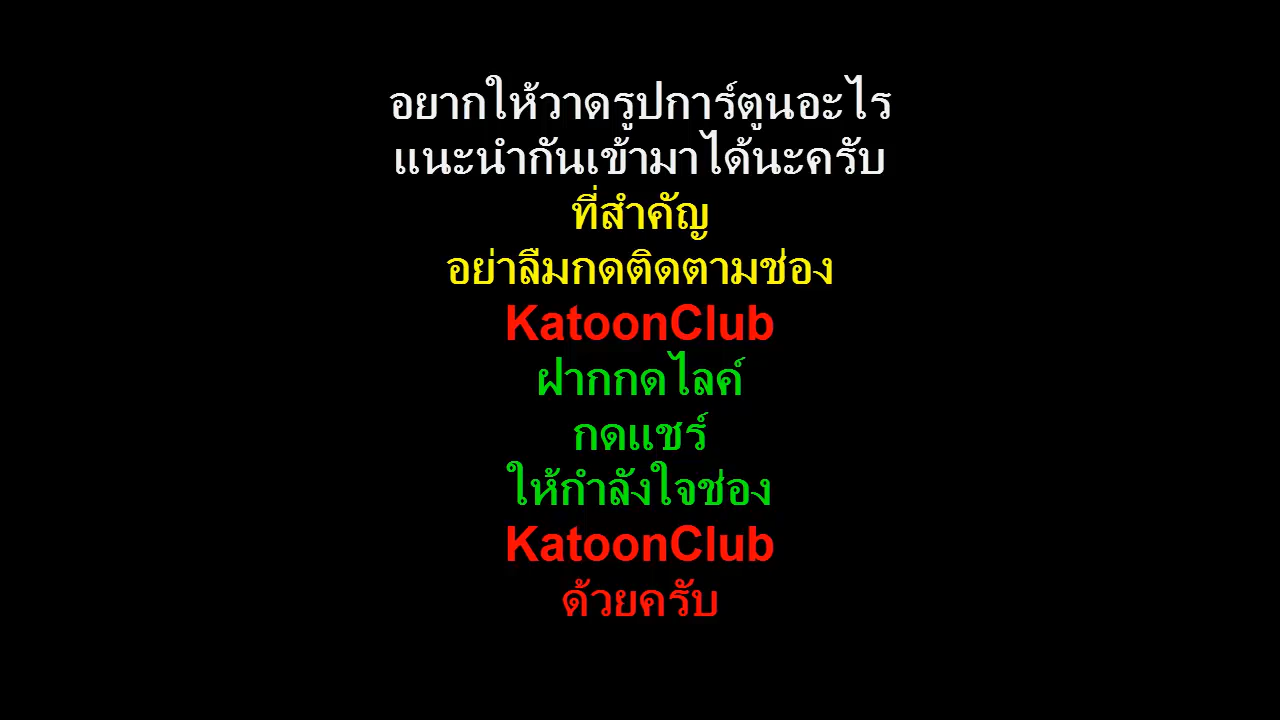 อยากให้วาดรูปการ์ตูนอะไร
แนะนำกันเข้ามาได้นะครับ
ที่สำคัญ
อย่าลืมกดติดตามช่อง
KatoonClub
ฝากกดไลค์
กดแชร์
ให้กำลังใจช่อง
KatoonClub
ด้วยครับ